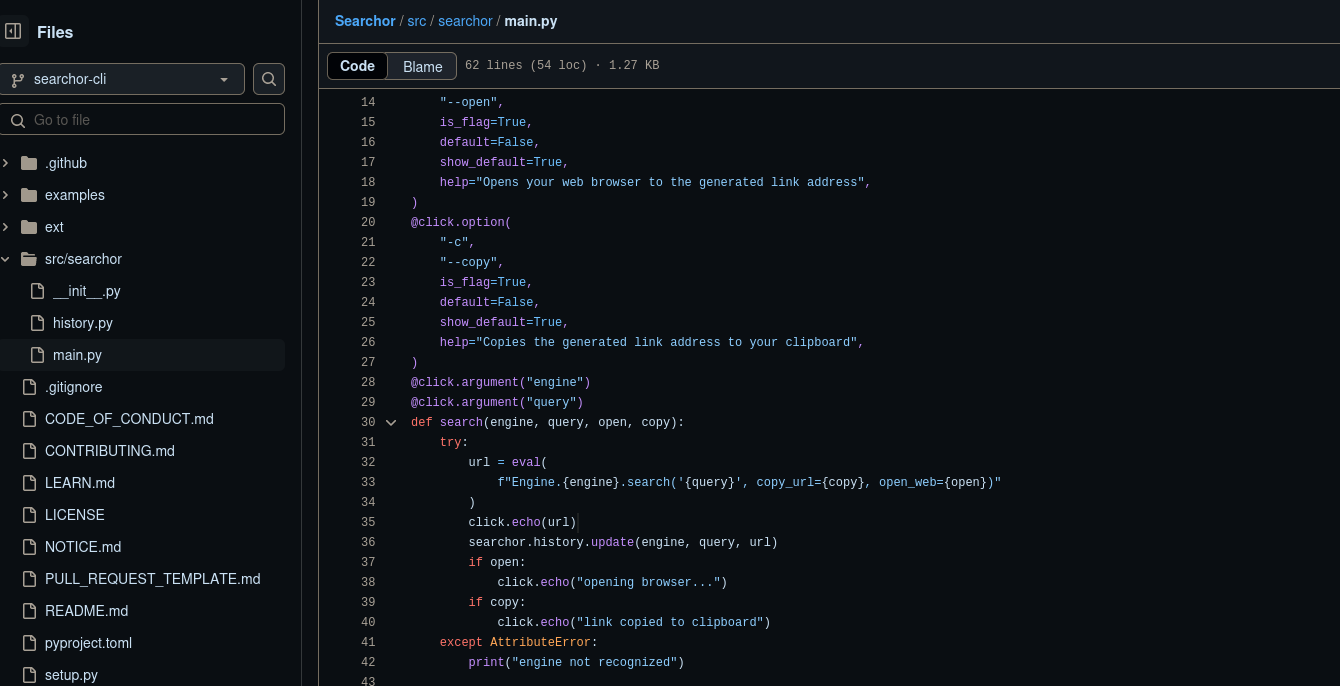 Files
searchor-cli
Go to file
.github
examples
ext
src/searchor
__init__.py
history.py
main.py
.gitignore
CODE_OF_CONDUCT.md
CONTRIBUTING.md
LEARN.md
LICENSE
NOTICE.md
PULL_REQUEST_TEMPLATE.md
README.md
pyproject.toml
setup.py
Searchor / src / searchor / main.py
Code Blame 62 lines (54 loc) · 1.27 KB
14     "--open",
15     is_flag=True,
16     default=False,
17     show_default=True,
18     help="Opens your web browser to the generated link address",
19 )
20 @click.option(
21     "-c",
22     "--copy",
23     is_flag=True,
24     default=False,
25     show_default=True,
26     help="Copies the generated link address to your clipboard",
27 )
28 @click.argument("engine")
29 @click.argument("query")
30 def search(engine, query, open, copy):
31     try:
32         url = eval(
33             f"Engine.{engine}.search('{query}', copy_url={copy}, open_web={open})"
34         )
35         click.echo(url)
36         searchor.history.update(engine, query, url)
37         if open:
38             click.echo("opening browser...")
39         if copy:
40             click.echo("link copied to clipboard")
41     except AttributeError:
42         print("engine not recognized")
43